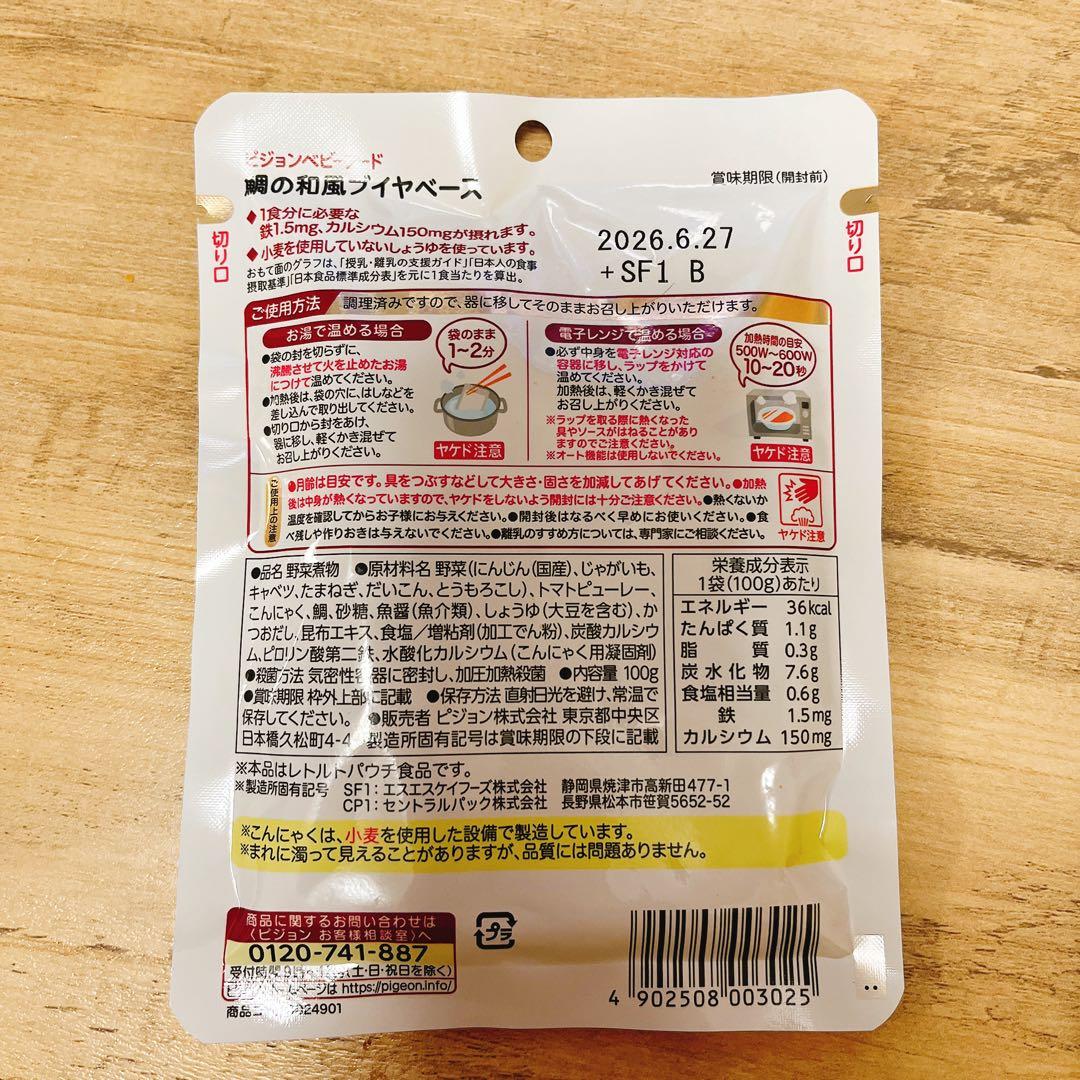 ピジョンベビーフード
鯛の和風ブイヤベース
賞味期限(開封前)
2026.6.27
+SF1 B
切り口
切り口
◆1食分に必要な
鉄1.5mg、カルシウム150mgが摂れます。
◆小麦を使用していないしょうゆを使っています。
おもて面のグラフは、「授乳・離乳の支援ガイド」「日本人の食事
摂取基準」「日本食品標準成分表」を元に1食当たりを算出。
ご使用方法 調理済みですので、器に移してそのままお召し上がりいただけます。
お湯で温める場合
袋のまま
1〜2分
●袋の封を切らずに、
沸騰させて火を止めたお湯
につけて温めてください。
●加熱後は、袋の穴に、はしなどを
差し込んで取り出してください。
●切り口から封をあけ、
器に移し、軽くかき混ぜて
お召し上がりください。
ヤケド注意
電子レンジで温める場合
加熱時間の目安
500W〜600W
10〜20秒
●必ず中身を電子レンジ対応の
容器に移し、ラップをかけて
温めてください。
加熱後は、軽くかき混ぜて
お召し上がりください。
※ラップを取る際に熱くなった
具やソースがはねることがあり
ますのでご注意ください。
※オート機能は使用しないでください。
ヤケド注意
ご使用上の注意
●月齢は目安です。具をつぶすなどして大きさ・固さを加減してあげてください。●加熱
後は中身が熱くなっていますので、ヤケドをしないよう開封には十分ご注意ください。●熱くないか
温度を確認してからお子様にお与えください。●開封後はなるべく早めにお使いください。●食
べ残しや作りおきは与えないでください。●離乳のすすめ方については、専門家にご相談ください。
ヤケド注意
●品名 野菜煮物 ●原材料名 野菜(にんじん(国産)、じゃがいも、
キャベツ、たまねぎ、だいこん、とうもろこし)、トマトピューレー、
こんにゃく、鯛、砂糖、魚醤(魚介類)、しょうゆ(大豆を含む)、か
つおだし、昆布エキス、食塩/増粘剤(加工でん粉)、炭酸カルシウ
ム、ピロリン酸第二鉄、水酸化カルシウム(こんにゃく用凝固剤)
●殺菌方法 気密性容器に密封し、加圧加熱殺菌 ●内容量 100g
●賞味期限 枠外上部に記載 ●保存方法 直射日光を避け、常温で
保存してください。 ●販売者 ピジョン株式会社 東京都中央区
日本橋久松町4-4 製造所固有記号は賞味期限の下段に記載
栄養成分表示
1袋(100g)あたり
エネルギー 36kcal
たんぱく質 1.1g
脂質 0.3g
炭水化物 7.6g
食塩相当量 0.6g
鉄 1.5mg
カルシウム 150mg
※本品はレトルトパウチ食品です。
※製造所固有記号 SF1:エスエスケイフーズ株式会社 静岡県焼津市高新田477-1
CP1:セントラルパック株式会社 長野県松本市笹賀5652-52
※こんにゃくは、小麦を使用した設備で製造しています。
※まれに濁って見えることがありますが、品質には問題ありません。
商品に関するお問い合わせは
〈ピジョン お客様相談室〉へ
0120-741-887
受付時間 (土・日・祝日を除く)
ページは https://pigeon.info/
商品 24901
プラ
4 902508 003025